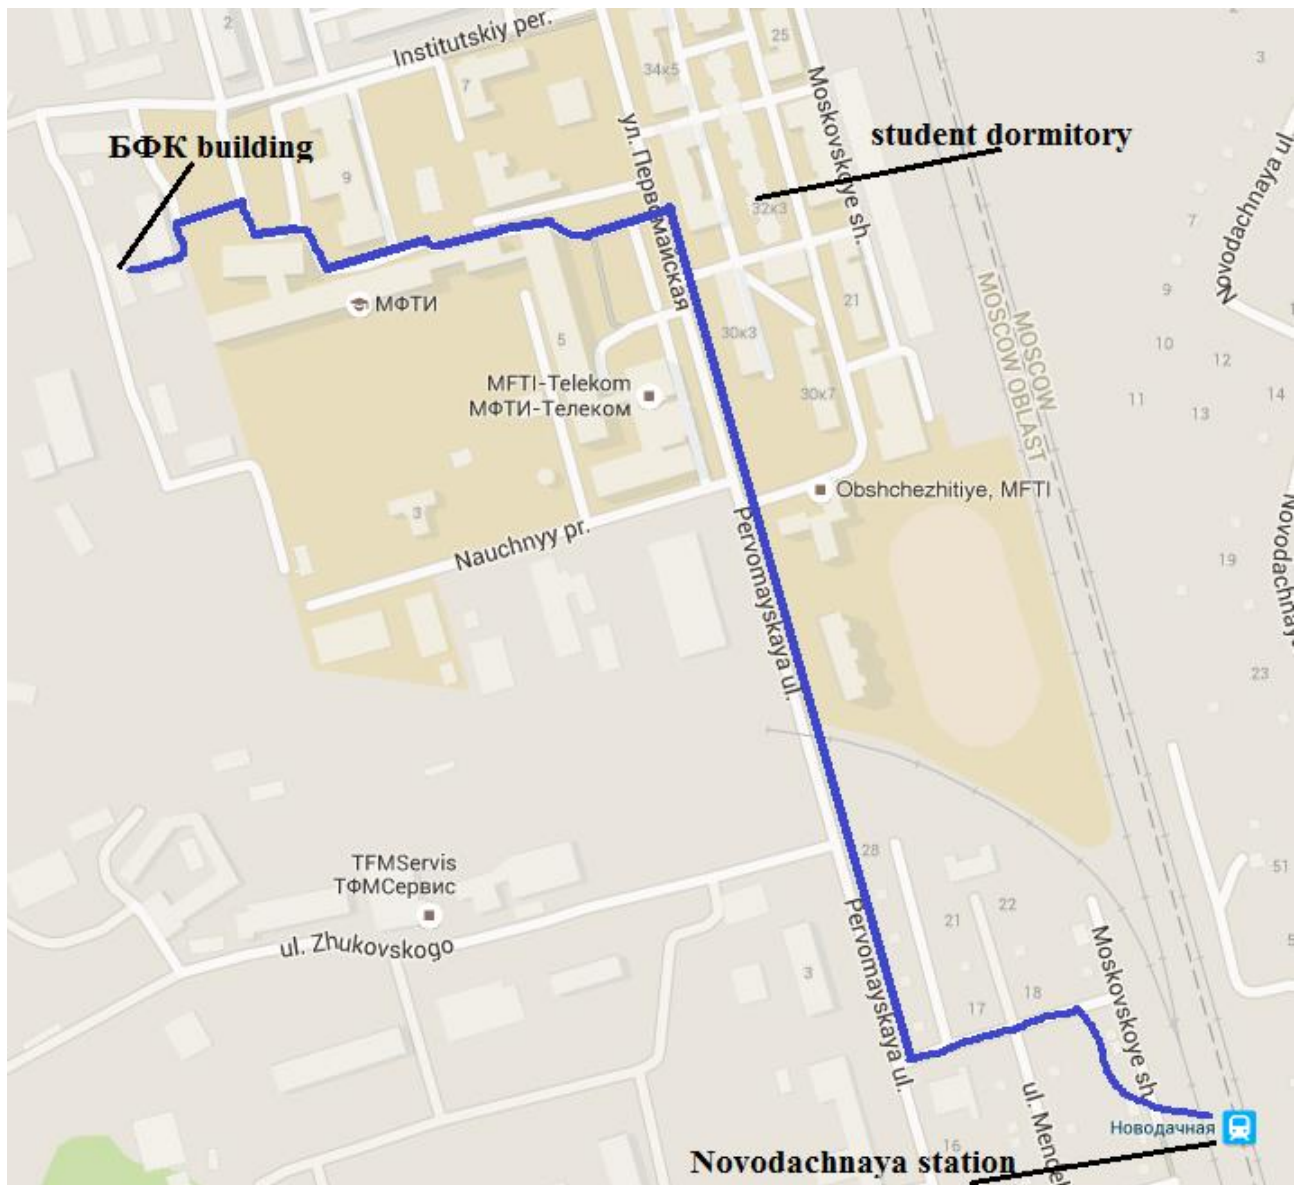 2
Institutskiy per.
25
3
34к5
7
Moskovskoye sh.
student dormitory
ул. Первомайская
БФК building
Novodachnaya ul.
9
32к3
7
МФТИ
21
9
MOSCOW
MOSCOW OBLAST
5
30к3
10
12
MFTI-Telekom
МФТИ-Телеком
30к7
11
13
14
Obshchezhitiye, MFTI
3
Nauchnyy pr.
Pervomayskaya ul.
Novodachnaya
19
23
28
TFMServis
ТФМСервис
51
22
21
ul. Zhukovskogo
Pervomayskaya ul.
Moskovskoye sh.
3
18
17
ul. Mendel
Новодачная
16
Novodachnaya station